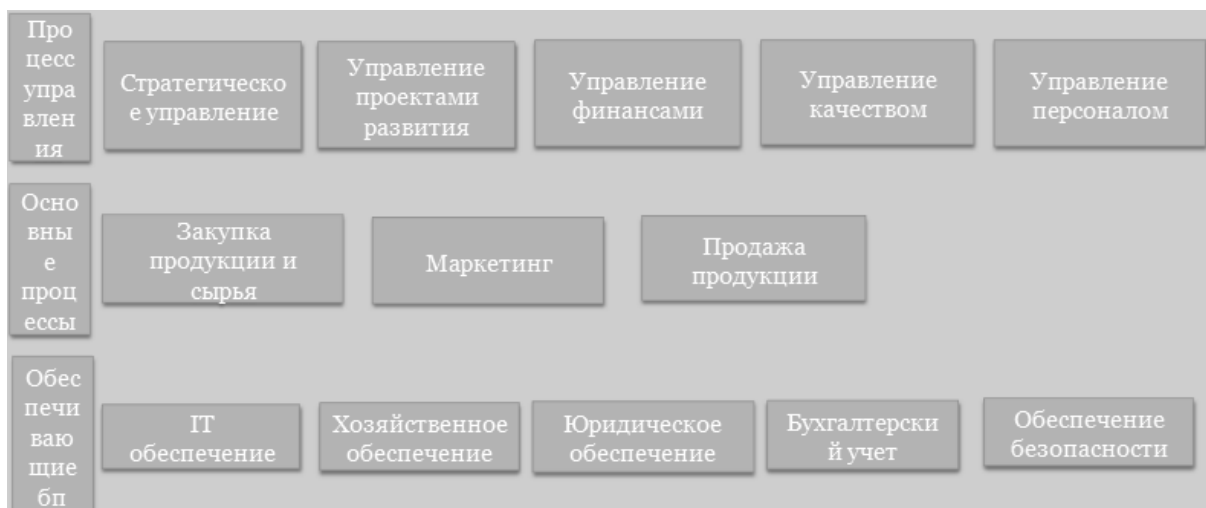 Про
цесс
упра
влен
ия
Стратегическо
е управление
Управление
проектами
развития
Управление
финансами
Управление
качеством
Управление
персоналом
Осно
вны
е
проц
ессы
Закупка
продукции и
сырья
Маркетинг
Продажа
продукции
Обес
печи
ваю
щие
бп
IT
обеспечение
Хозяйственное
обеспечение
Юридическое
обеспечение
Бухгалтерски
й учет
Обеспечение
безопасности